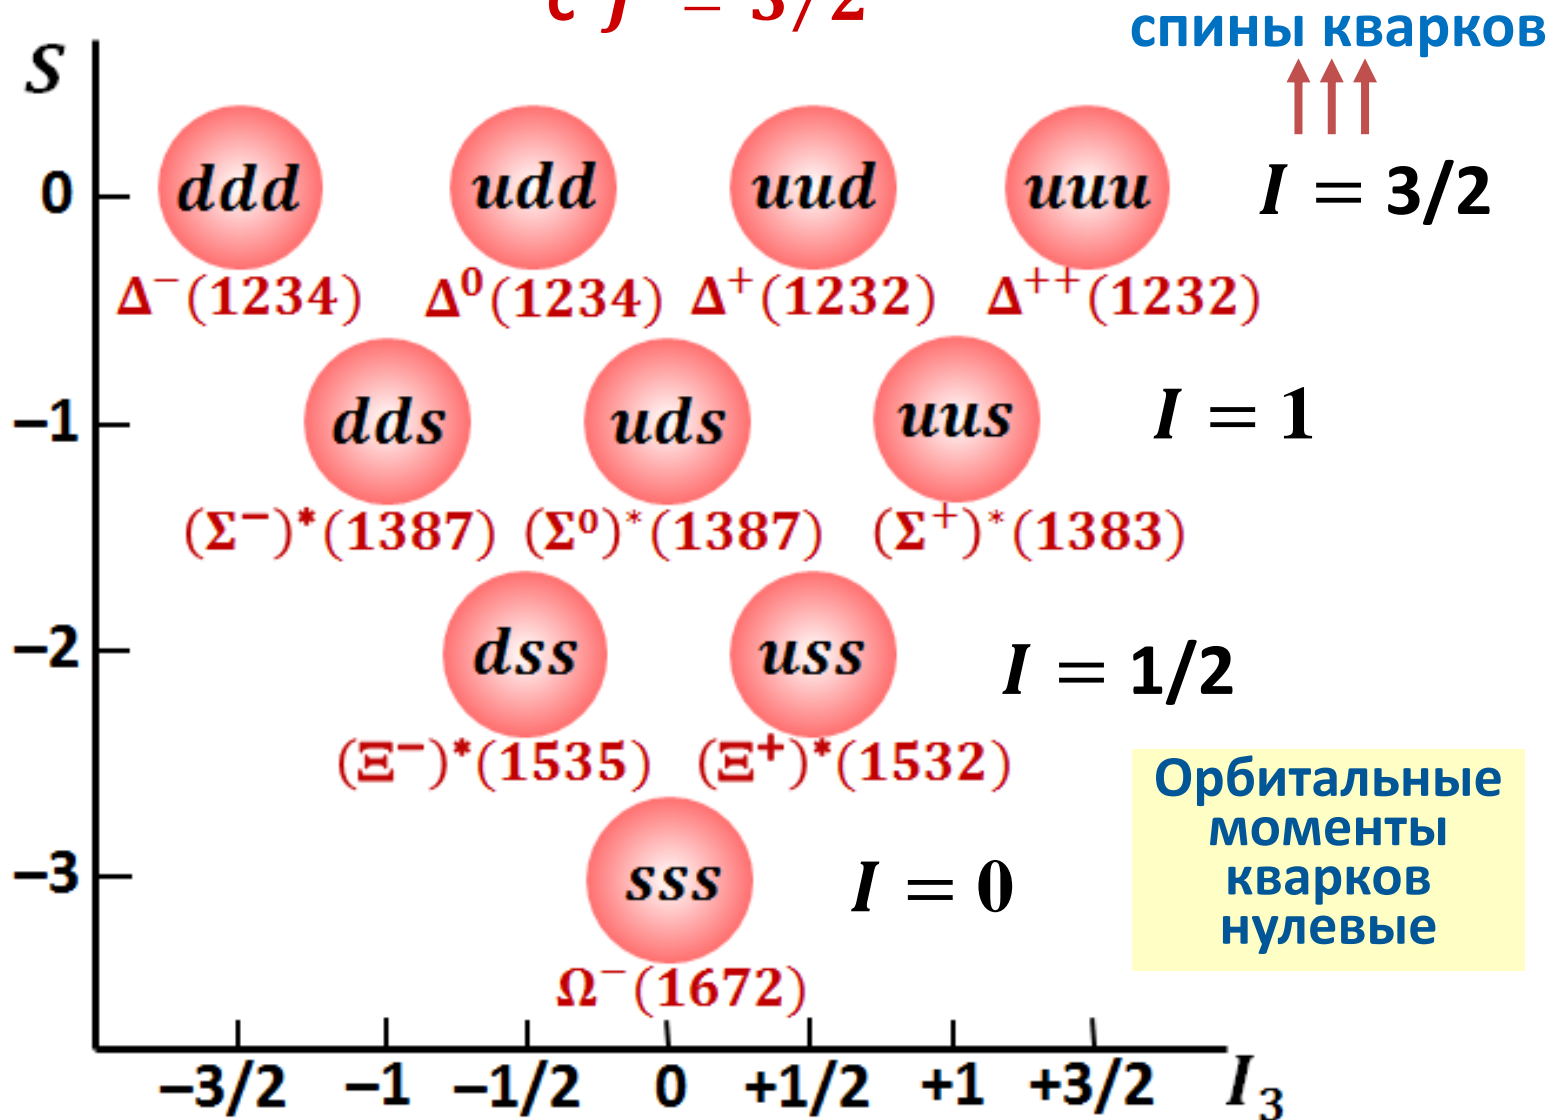 спины кварков
S
0 ddd udd uud uuu I = 3/2
Δ⁻(1234) Δ⁰(1234) Δ⁺(1232) Δ⁺⁺(1232)
−1 dds uds uus I = 1
(Σ⁻)*(1387) (Σ⁰)*(1387) (Σ⁺)*(1383)
−2 dss uss I = 1/2
(Ξ⁻)*(1535) (Ξ⁺)*(1532)
Орбитальные
моменты
кварков
нулевые
−3 sss I = 0
Ω⁻(1672)
−3/2 −1 −1/2 0 +1/2 +1 +3/2 I₃